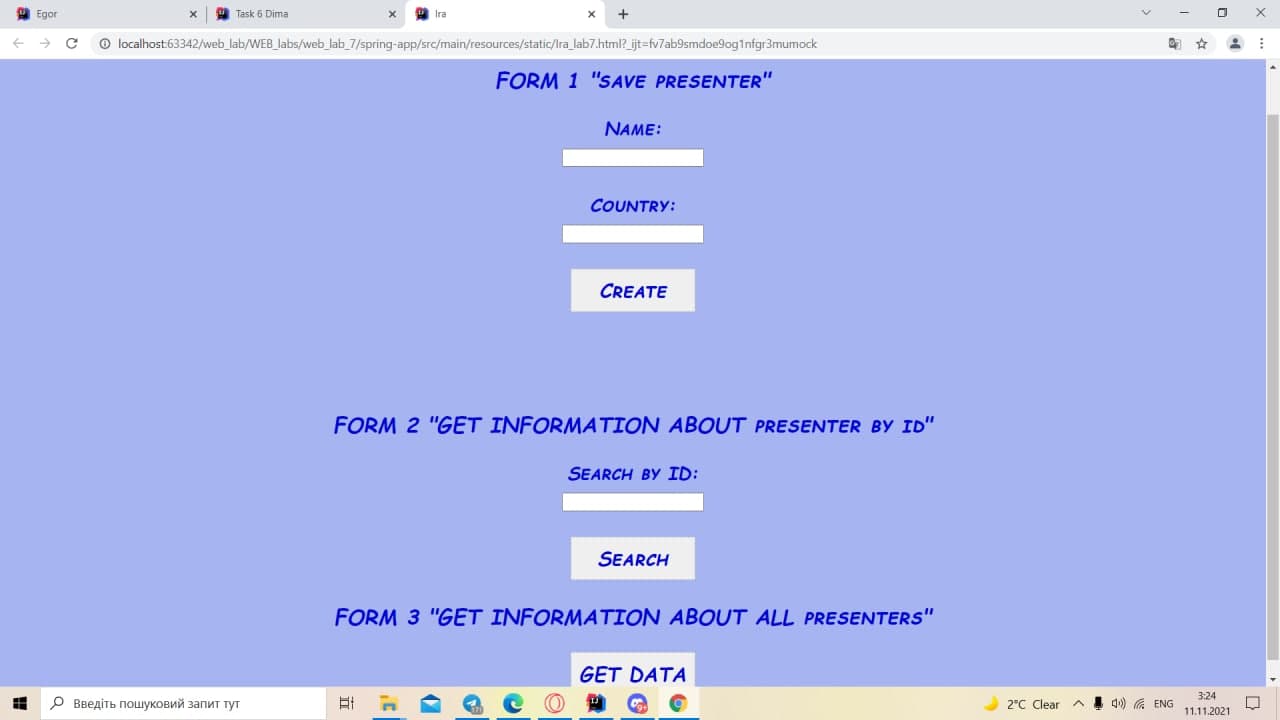 Egor
Task 6 Dima
Ira
localhost:63342/web_lab/WEB_labs/web_lab_7/spring-app/src/main/resources/static/Ira_lab7.html?_ijt=fv7ab9smdoe9og1nfgr3mumock
FORM 1 "SAVE PRESENTER"
NAME:
COUNTRY:
CREATE
FORM 2 "GET INFORMATION ABOUT PRESENTER BY ID"
SEARCH BY ID:
SEARCH
FORM 3 "GET INFORMATION ABOUT ALL PRESENTERS"
GET DATA
Введіть пошуковий запит тут
2°C Clear
ENG
3:24
11.11.2021